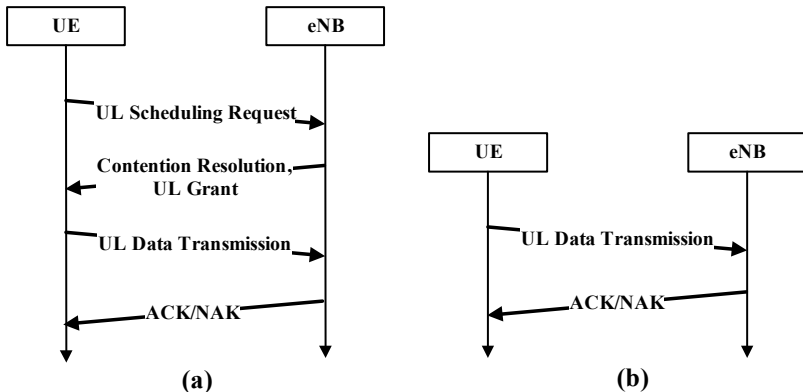 UE
eNB
UL Scheduling Request
Contention Resolution,
UL Grant
UL Data Transmission
ACK/NAK
(a)
UE
eNB
UL Data Transmission
ACK/NAK
(b)